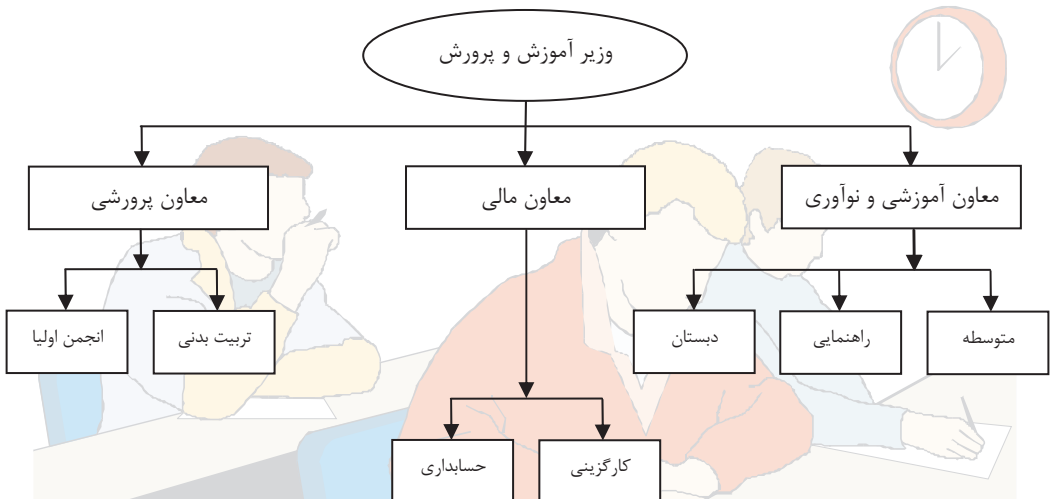 وزیر آموزش و پرورش
معاون آموزشی و نوآوری
معاون مالی
معاون پرورشی
متوسطه
راهنمایی
دبستان
تربیت بدنی
انجمن اولیا
کارگزینی
حسابداری